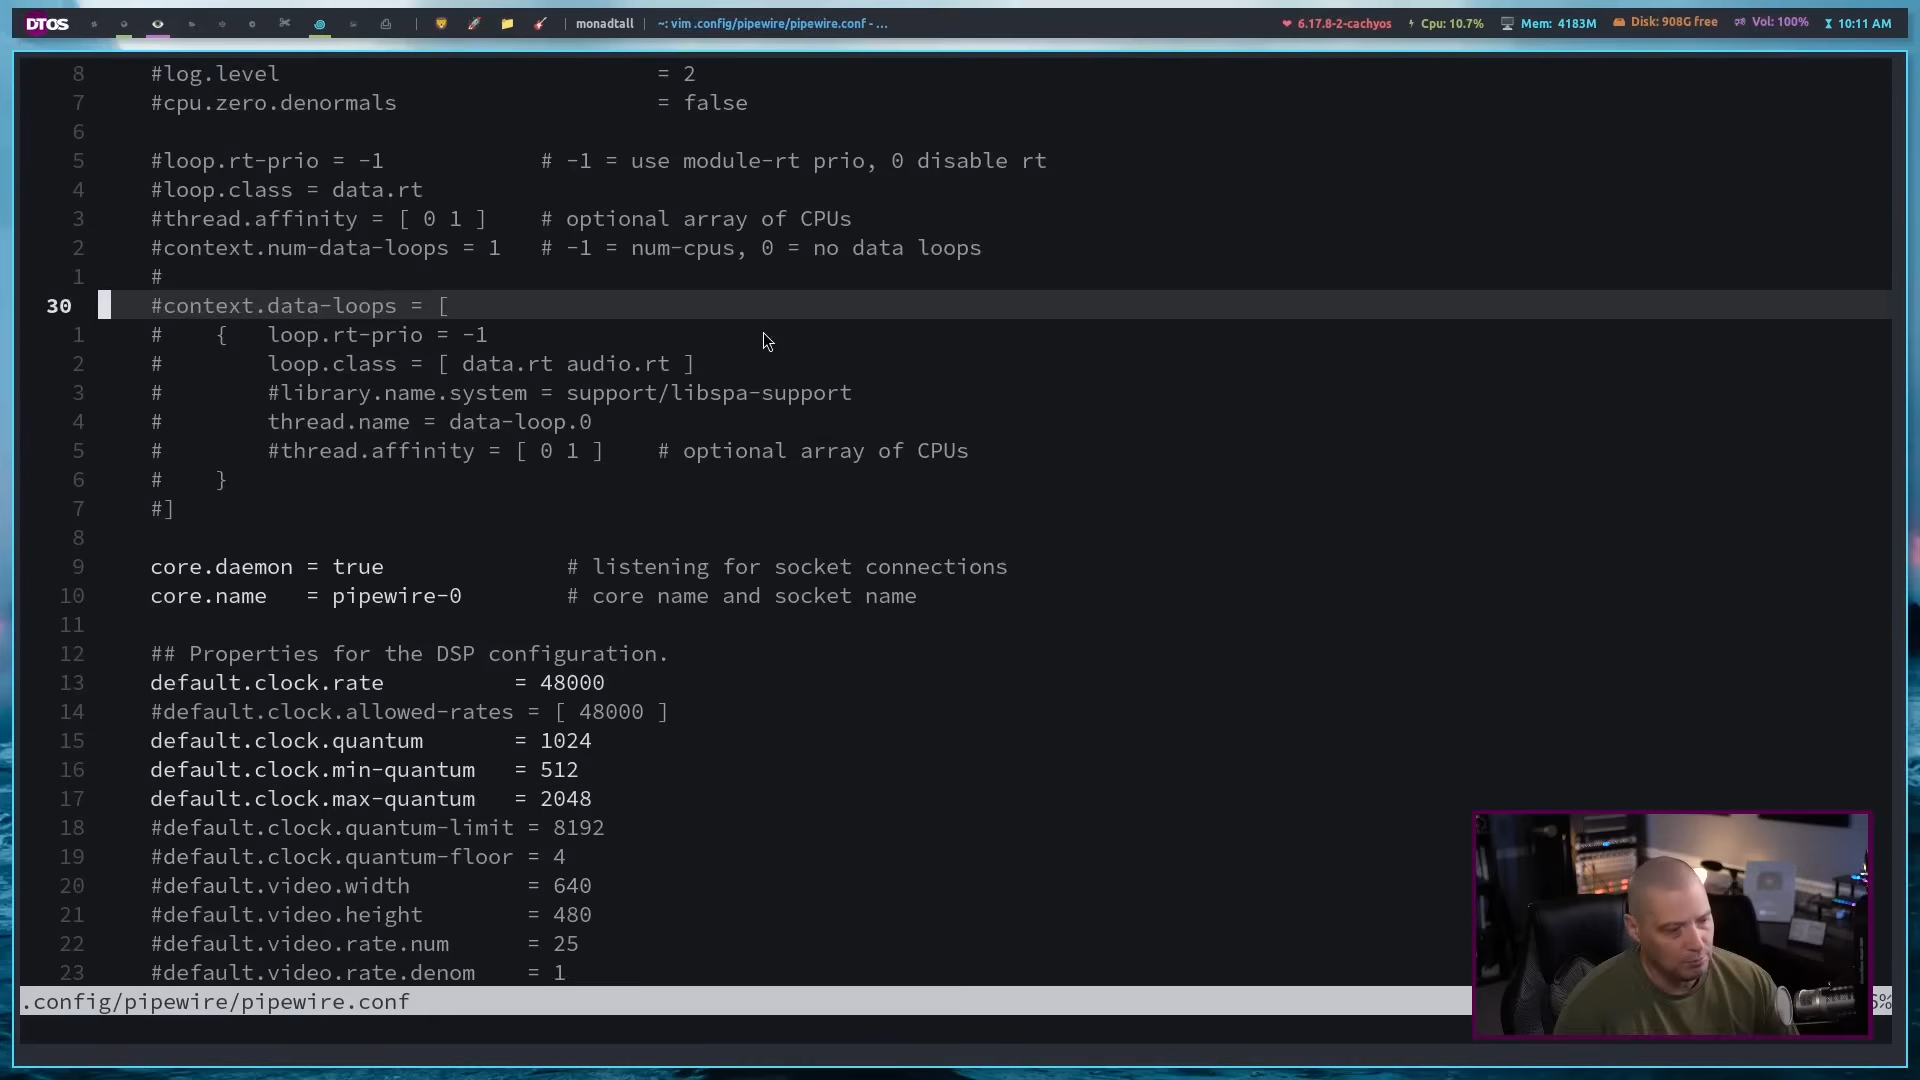 DTOS monadtall ~: vim .config/pipewire/pipewire.conf - ... 6.17.8-2-cachyos Cpu: 10.7% Mem: 4183M Disk: 908G free Vol: 100% 10:11 AM
8 #log.level = 2
7 #cpu.zero.denormals = false
6
5 #loop.rt-prio = -1 # -1 = use module-rt prio, 0 disable rt
4 #loop.class = data.rt
3 #thread.affinity = [ 0 1 ] # optional array of CPUs
2 #context.num-data-loops = 1 # -1 = num-cpus, 0 = no data loops
1 #
30 #context.data-loops = [
1 # { loop.rt-prio = -1
2 # loop.class = [ data.rt audio.rt ]
3 # #library.name.system = support/libspa-support
4 # thread.name = data-loop.0
5 # #thread.affinity = [ 0 1 ] # optional array of CPUs
6 # }
7 #]
8
9 core.daemon = true # listening for socket connections
10 core.name = pipewire-0 # core name and socket name
11
12 ## Properties for the DSP configuration.
13 default.clock.rate = 48000
14 #default.clock.allowed-rates = [ 48000 ]
15 default.clock.quantum = 1024
16 default.clock.min-quantum = 512
17 default.clock.max-quantum = 2048
18 #default.clock.quantum-limit = 8192
19 #default.clock.quantum-floor = 4
20 #default.video.width = 640
21 #default.video.height = 480
22 #default.video.rate.num = 25
23 #default.video.rate.denom = 1
.config/pipewire/pipewire.conf